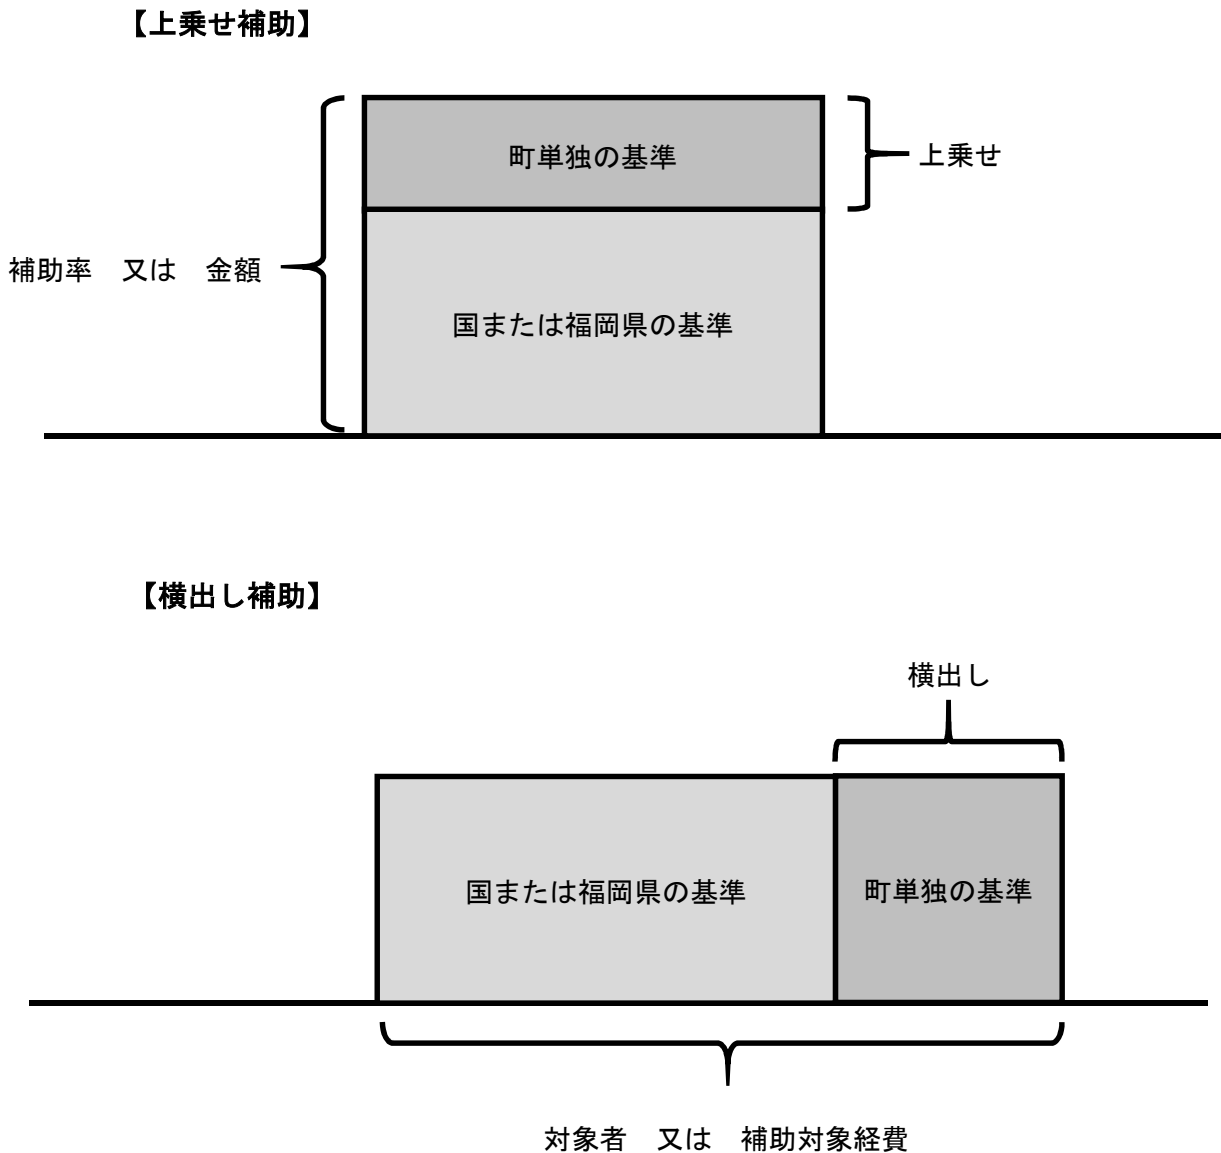 【上乗せ補助】
町単独の基準
上乗せ
補助率　又は　金額
国または福岡県の基準
【横出し補助】
横出し
国または福岡県の基準
町単独の基準
対象者　又は　補助対象経費